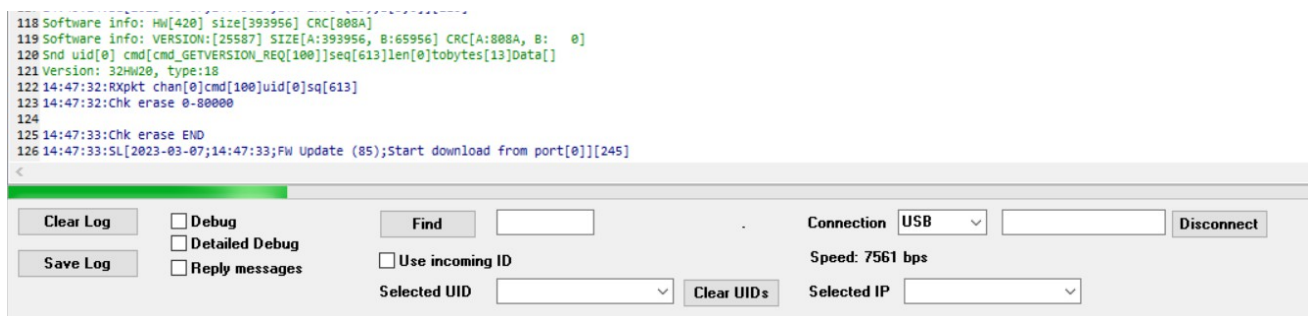 118 Software info: HW[420] size[393956] CRC[808A]
119 Software info: VERSION:[25587] SIZE[A:393956, B:65956] CRC[A:808A, B:   0]
120 Snd uid[0] cmd[cmd_GETVERSION_REQ[100]]seq[613]len[0]tobytes[13]Data[]
121 Version: 32HW20, type:18
122 14:47:32:RXpkt chan[0]cmd[100]uid[0]sq[613]
123 14:47:32:Chk erase 0-80000
124
125 14:47:33:Chk erase END
126 14:47:33:SL[2023-03-07;14:47:33;FW Update (85);Start download from port[0]][245]
Clear Log Debug Find . Connection USB Disconnect
Detailed Debug
Save Log Reply messages Use incoming ID Speed: 7561 bps
Selected UID Clear UIDs Selected IP